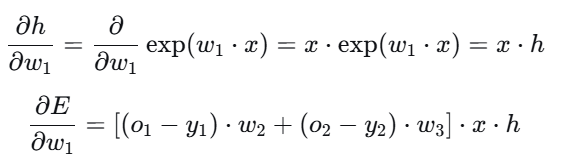 ∂h/∂w₁ = ∂/∂w₁ exp(w₁ · x) = x · exp(w₁ · x) = x · h
∂E/∂w₁ = [(o₁ − y₁) · w₂ + (o₂ − y₂) · w₃] · x · h